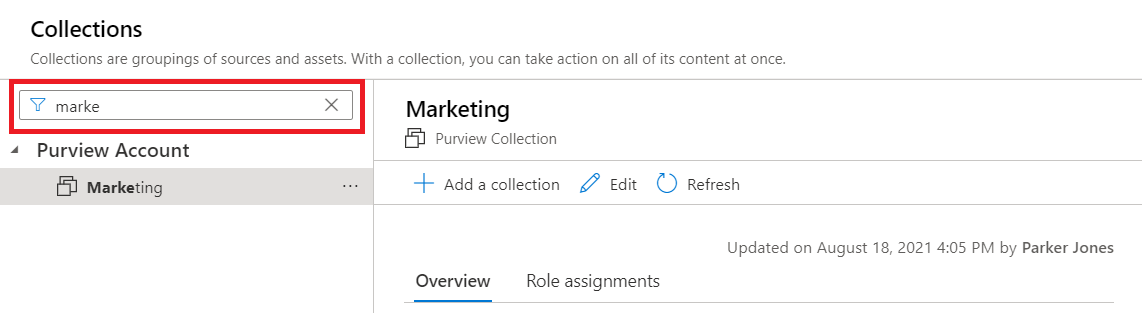 Collections
Collections are groupings of sources and assets. With a collection, you can take action on all of its content at once.
marke
Purview Account
Marketing
Marketing
Purview Collection
Add a collection Edit Refresh
Updated on August 18, 2021 4:05 PM by Parker Jones
Overview Role assignments